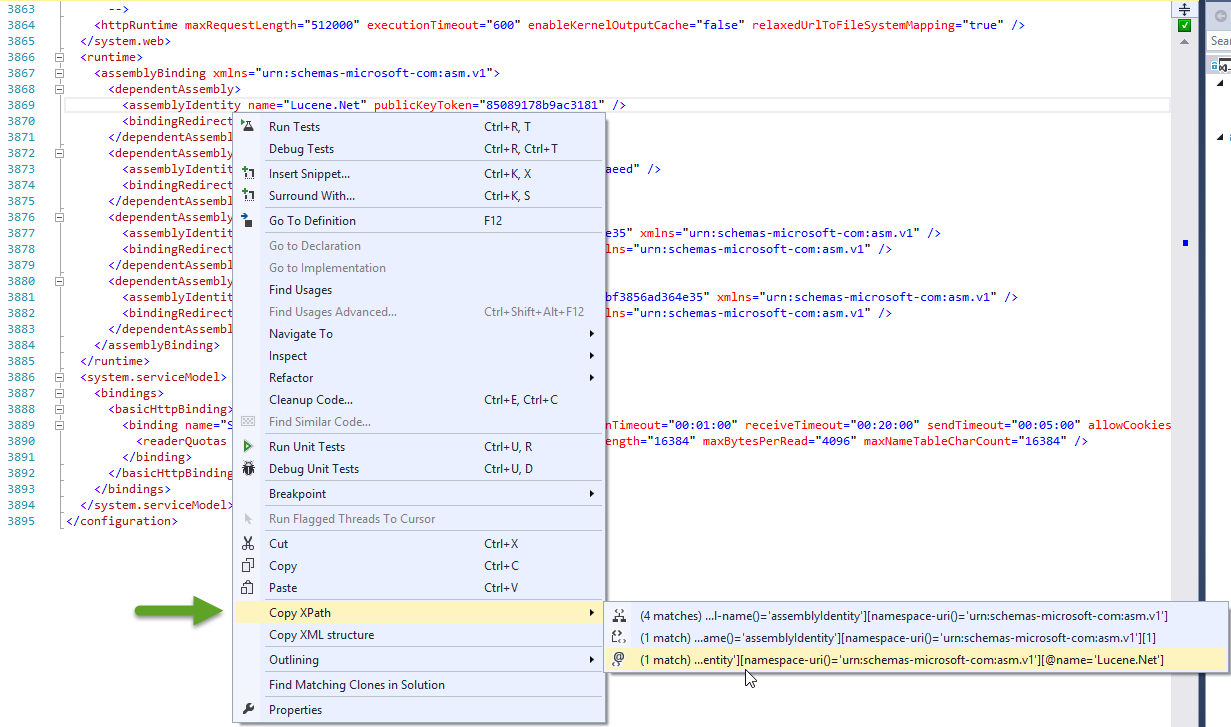 3863 -->
3864 <httpRuntime maxRequestLength="512000" executionTimeout="600" enableKernelOutputCache="false" relaxedUrlToFileSystemMapping="true" />
3865 </system.web>
3866 <runtime>
3867 <assemblyBinding xmlns="urn:schemas-microsoft-com:asm.v1">
3868 <dependentAssembly>
3869 <assemblyIdentity name="Lucene.Net" publicKeyToken="85089178b9ac3181" />
3870 <bindingRedirect
3871 </dependentAssembl
3872 <dependentAssembly
3873 <assemblyIdentit aeed" />
3874 <bindingRedirect
3875 </dependentAssembl
3876 <dependentAssembly
3877 <assemblyIdentit e35" xmlns="urn:schemas-microsoft-com:asm.v1" />
3878 <bindingRedirect lns="urn:schemas-microsoft-com:asm.v1" />
3879 </dependentAssembl
3880 <dependentAssembly
3881 <assemblyIdentit bf3856ad364e35" xmlns="urn:schemas-microsoft-com:asm.v1" />
3882 <bindingRedirect lns="urn:schemas-microsoft-com:asm.v1" />
3883 </dependentAssembl
3884 </assemblyBinding>
3885 </runtime>
3886 <system.serviceModel>
3887 <bindings>
3888 <basicHttpBinding>
3889 <binding name="S nTimeout="00:01:00" receiveTimeout="00:20:00" sendTimeout="00:05:00" allowCookies
3890 <readerQuotas ength="16384" maxBytesPerRead="4096" maxNameTableCharCount="16384" />
3891 </binding>
3892 </basicHttpBinding
3893 </bindings>
3894 </system.serviceModel>
3895 </configuration>
Run Tests Ctrl+R, T
Debug Tests Ctrl+R, Ctrl+T
Insert Snippet... Ctrl+K, X
Surround With... Ctrl+K, S
Go To Definition F12
Go to Declaration
Go to Implementation
Find Usages
Find Usages Advanced... Ctrl+Shift+Alt+F12
Navigate To
Inspect
Refactor
Cleanup Code... Ctrl+E, Ctrl+C
Find Similar Code...
Run Unit Tests Ctrl+U, R
Debug Unit Tests Ctrl+U, D
Breakpoint
Run Flagged Threads To Cursor
Cut Ctrl+X
Copy Ctrl+C
Paste Ctrl+V
Copy XPath
Copy XML structure
Outlining
Find Matching Clones in Solution
Properties
(4 matches) ...l-name()='assemblyIdentity'][namespace-uri()='urn:schemas-microsoft-com:asm.v1']
(1 match) ...ame()='assemblyIdentity'][namespace-uri()='urn:schemas-microsoft-com:asm.v1'][1]
(1 match) ...entity'][namespace-uri()='urn:schemas-microsoft-com:asm.v1'][@name='Lucene.Net']
Sear